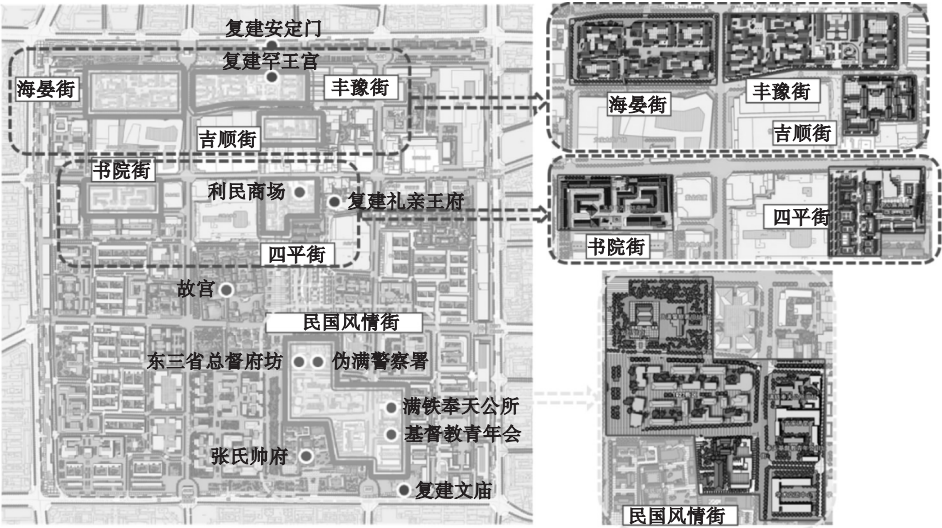 复建安定门
复建罕王宫
海晏街
丰豫街
吉顺街
书院街
利民商场
复建礼亲王府
四平街
故宫
民国风情街
东三省总督府坊
伪满警察署
满铁奉天公所
基督教青年会
张氏帅府
复建文庙
海晏街
丰豫街
吉顺街
书院街
四平街
民国风情街